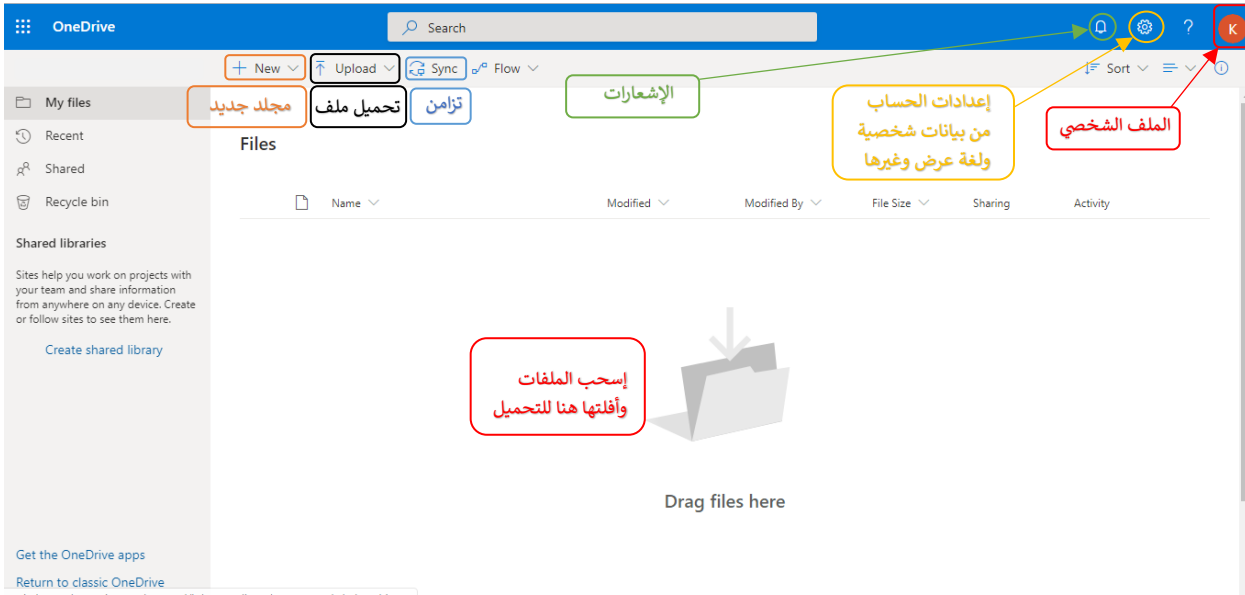 OneDrive
Search
?
K
New
Upload
Sync
Flow
Sort
مجلد جديد
تحميل ملف
تزامن
الإشعارات
إعدادات الحساب
من بيانات شخصية
ولغة عرض وغيرها
الملف الشخصي
My files
Recent
Shared
Recycle bin
Shared libraries
Sites help you work on projects with
your team and share information
from anywhere on any device. Create
or follow sites to see them here.
Create shared library
Get the OneDrive apps
Return to classic OneDrive
Files
Name
Modified
Modified By
File Size
Sharing
Activity
إسحب الملفات
وأفلتها هنا للتحميل
Drag files here